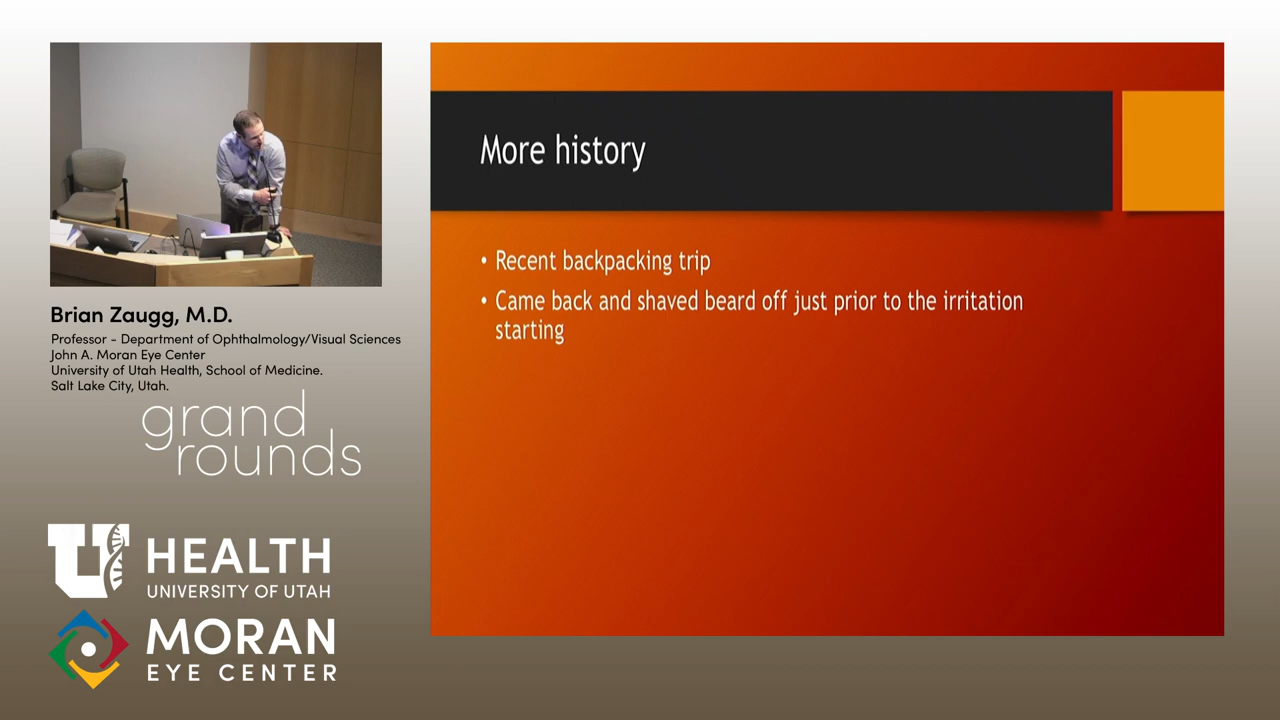 More history
• Recent backpacking trip
• Came back and shaved beard off just prior to the irritation
starting
Brian Zaugg, M.D.
Professor - Department of Ophthalmology/Visual Sciences
John A. Moran Eye Center
University of Utah Health, School of Medicine.
Salt Lake City, Utah.
grand
rounds
U HEALTH
UNIVERSITY OF UTAH
MORAN
EYE CENTER